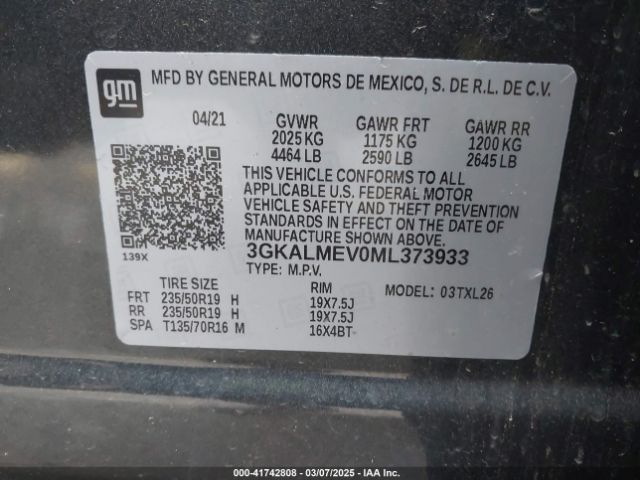 gm
MFD BY GENERAL MOTORS DE MEXICO, S. DE R.L. DE C.V.
04/21 GVWR GAWR FRT GAWR RR
2025 KG 1175 KG 1200 KG
4464 LB 2590 LB 2645 LB
THIS VEHICLE CONFORMS TO ALL
APPLICABLE U.S. FEDERAL MOTOR
VEHICLE SAFETY AND THEFT PREVENTION
STANDARDS IN EFFECT ON THE DATE OF
MANUFACTURE SHOWN ABOVE.
139X
3GKALMEV0ML373933
TYPE: M.P.V.
TIRE SIZE RIM MODEL: 03TXL26
FRT 235/50R19 H 19X7.5J
RR 235/50R19 H 19X7.5J
SPA T135/70R16 M 16X4BT
000-41742808 - 03/07/2025 - IAA Inc.